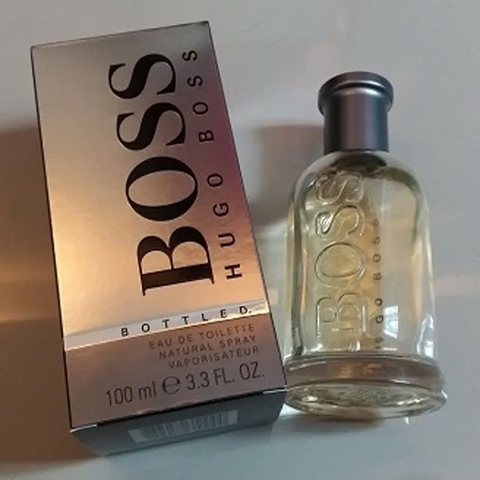 BOSS
HUGO BOSS
BOTTLED.
EAU DE TOILETTE
NATURAL SPRAY
VAPORISATEUR
100 ml ℮ 3.3 FL. OZ.
BOSS
HUGO BOSS